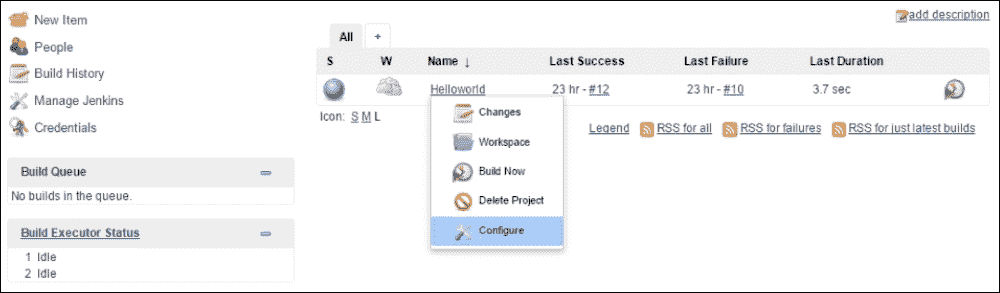 New Item
People
Build History
Manage Jenkins
Credentials
Build Queue
No builds in the queue.
Build Executor Status
1 Idle
2 Idle
add description
All +
S W Name ↓ Last Success Last Failure Last Duration
Helloworld 23 hr - #12 23 hr - #10 3.7 sec
Icon: S M L
Changes
Workspace
Build Now
Delete Project
Configure
Legend RSS for all RSS for failures RSS for just latest builds